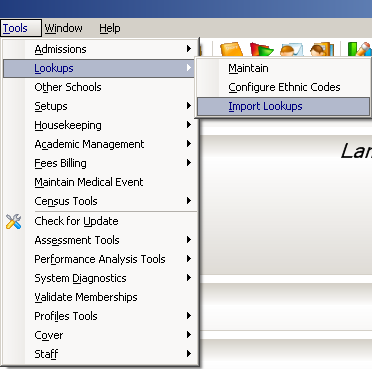 Tools Window Help
Admissions
Lookups
Other Schools
Setups
Housekeeping
Academic Management
Fees Billing
Maintain Medical Event
Census Tools
Check for Update
Assessment Tools
Performance Analysis Tools
System Diagnostics
Validate Memberships
Profiles Tools
Cover
Staff
Maintain
Configure Ethnic Codes
Import Lookups
Lan